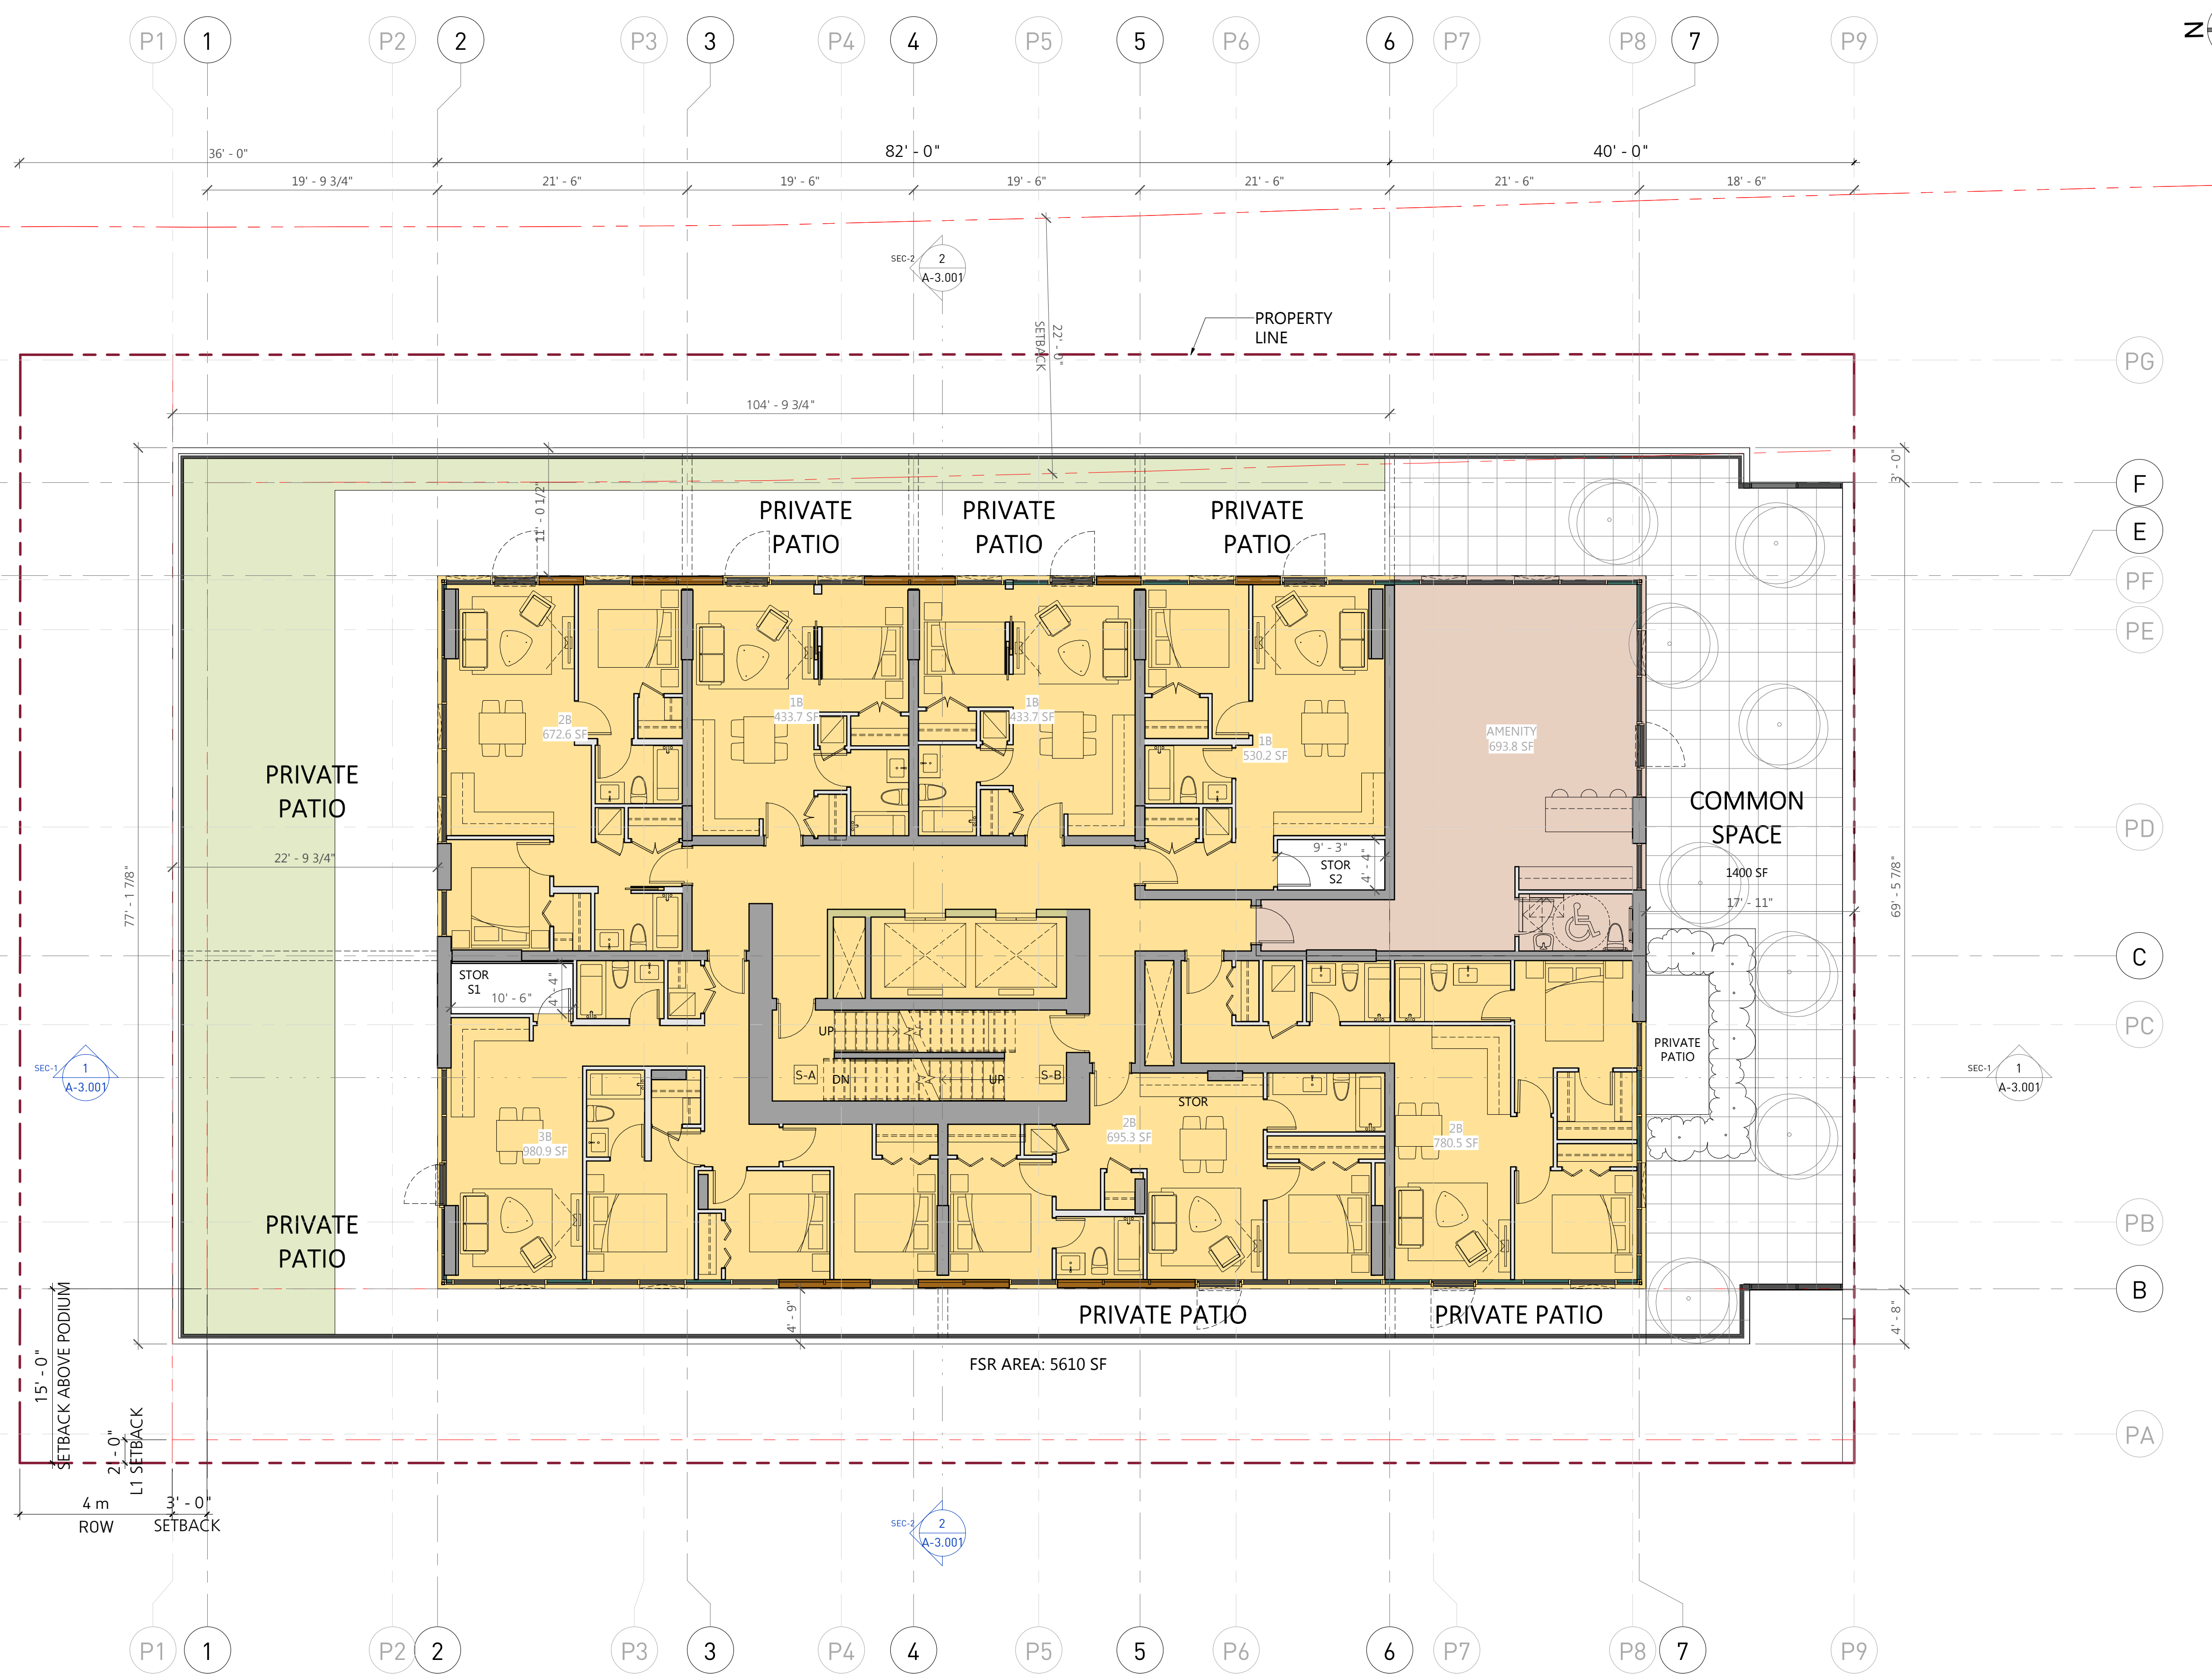 P1
1
P2
2
P3
3
P4
4
P5
5
P6
6
P7
P8
7
P9
N
36' - 0"
82' - 0"
40' - 0"
19' - 9 3/4"
21' - 6"
19' - 6"
19' - 6"
21' - 6"
21' - 6"
18' - 6"
SEC-2
2
A-3.001
22' - 0"
SETBACK
PROPERTY
LINE
PG
104' - 9 3/4"
3' - 0"
F
E
PF
PE
PD
C
PC
PB
B
PA
11' - 0 1/2"
PRIVATE
PATIO
PRIVATE
PATIO
PRIVATE
PATIO
2B
672.6 SF
1B
433.7 SF
1B
433.7 SF
1B
530.2 SF
AMENITY
693.8 SF
PRIVATE
PATIO
COMMON
SPACE
1400 SF
17' - 11"
69' - 5 7/8"
77' - 1 7/8"
22' - 9 3/4"
9' - 3"
STOR
S2
4' - 4"
STOR
S1
10' - 6"
4' - 4"
UP
S-A
DN
UP
S-B
STOR
PRIVATE
PATIO
SEC-1
1
A-3.001
SEC-1
1
A-3.001
3B
980.9 SF
2B
695.3 SF
2B
780.5 SF
PRIVATE
PATIO
4' - 9"
PRIVATE PATIO
PRIVATE PATIO
4' - 8"
FSR AREA: 5610 SF
15' - 0"
SETBACK ABOVE PODIUM
2' - 0"
L1 SETBACK
4 m
ROW
3' - 0"
SETBACK
SEC-2
2
A-3.001
P1
1
P2
2
P3
3
P4
4
P5
5
P6
6
P7
P8
7
P9